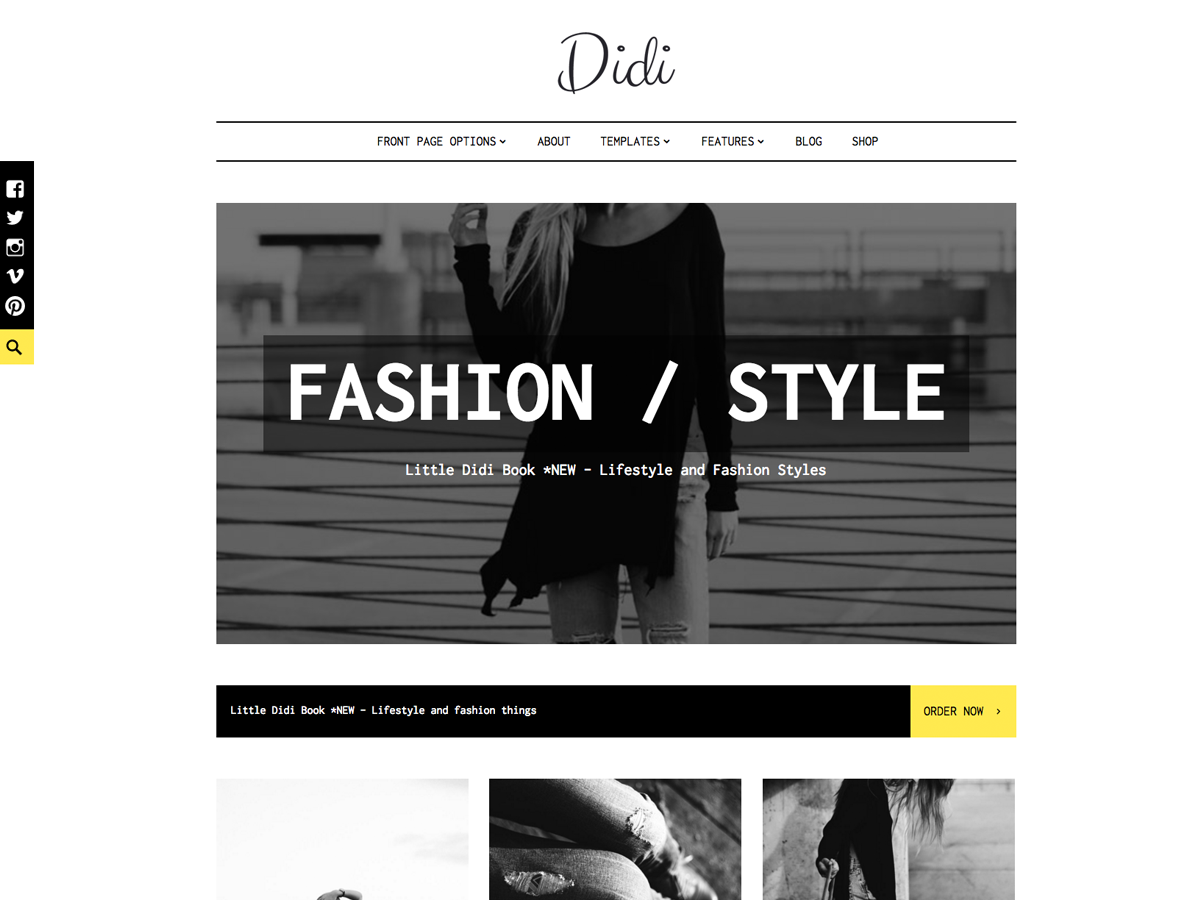 Didi
FRONT PAGE OPTIONS ABOUT TEMPLATES FEATURES BLOG SHOP
FASHION / STYLE
Little Didi Book *NEW – Lifestyle and Fashion Styles
Little Didi Book *NEW – Lifestyle and fashion things
ORDER NOW ›